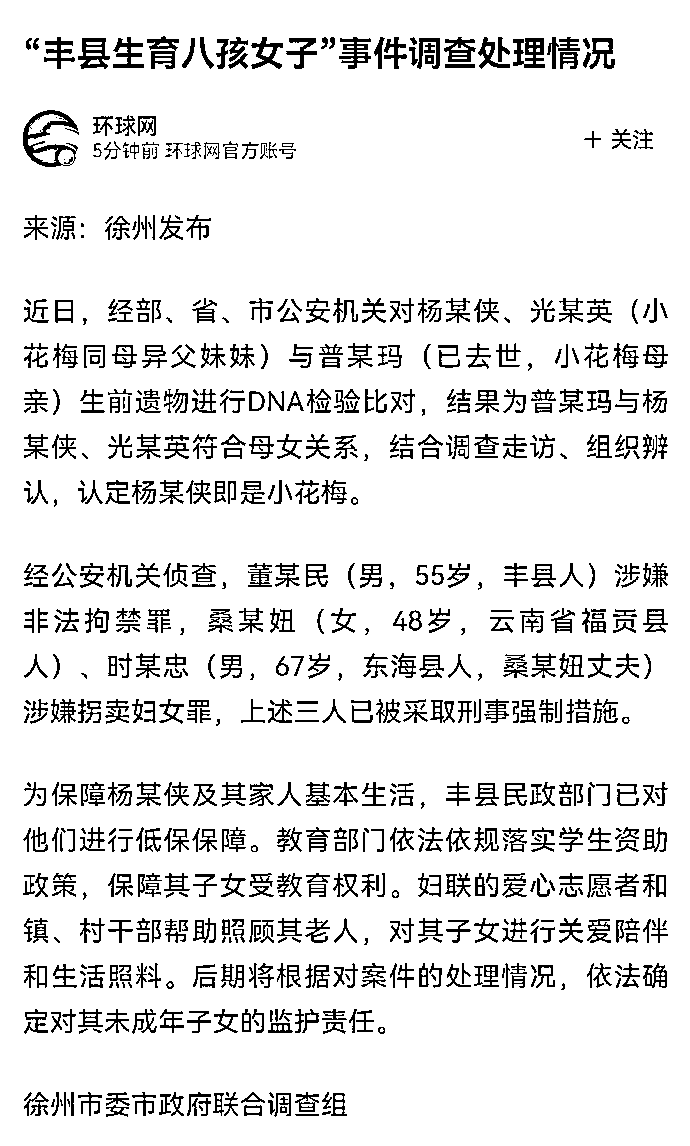 “丰县生育八孩女子”事件调查处理情况
环球网
5分钟前 环球网官方账号
＋ 关注
来源：徐州发布
近日，经部、省、市公安机关对杨某侠、光某英（小
花梅同母异父妹妹）与普某玛（已去世，小花梅母
亲）生前遗物进行DNA检验比对，结果为普某玛与杨
某侠、光某英符合母女关系，结合调查走访、组织辨
认，认定杨某侠即是小花梅。
经公安机关侦查，董某民（男，55岁，丰县人）涉嫌
非法拘禁罪，桑某妞（女，48岁，云南省福贡县
人）、时某忠（男，67岁，东海县人，桑某妞丈夫）
涉嫌拐卖妇女罪，上述三人已被采取刑事强制措施。
为保障杨某侠及其家人基本生活，丰县民政部门已对
他们进行低保保障。教育部门依法依规落实学生资助
政策，保障其子女受教育权利。妇联的爱心志愿者和
镇、村干部帮助照顾其老人，对其子女进行关爱陪伴
和生活照料。后期将根据对案件的处理情况，依法确
定对其未成年子女的监护责任。
徐州市委市政府联合调查组